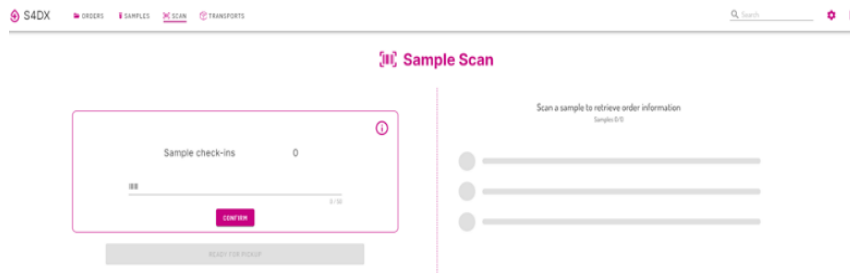 S4DX ORDERS SAMPLES SCAN TRANSPORTS Search
Sample Scan
Scan a sample to retrieve order information
Samples 0/0
Sample check-ins 0
CONFIRM
READY FOR PICKUP